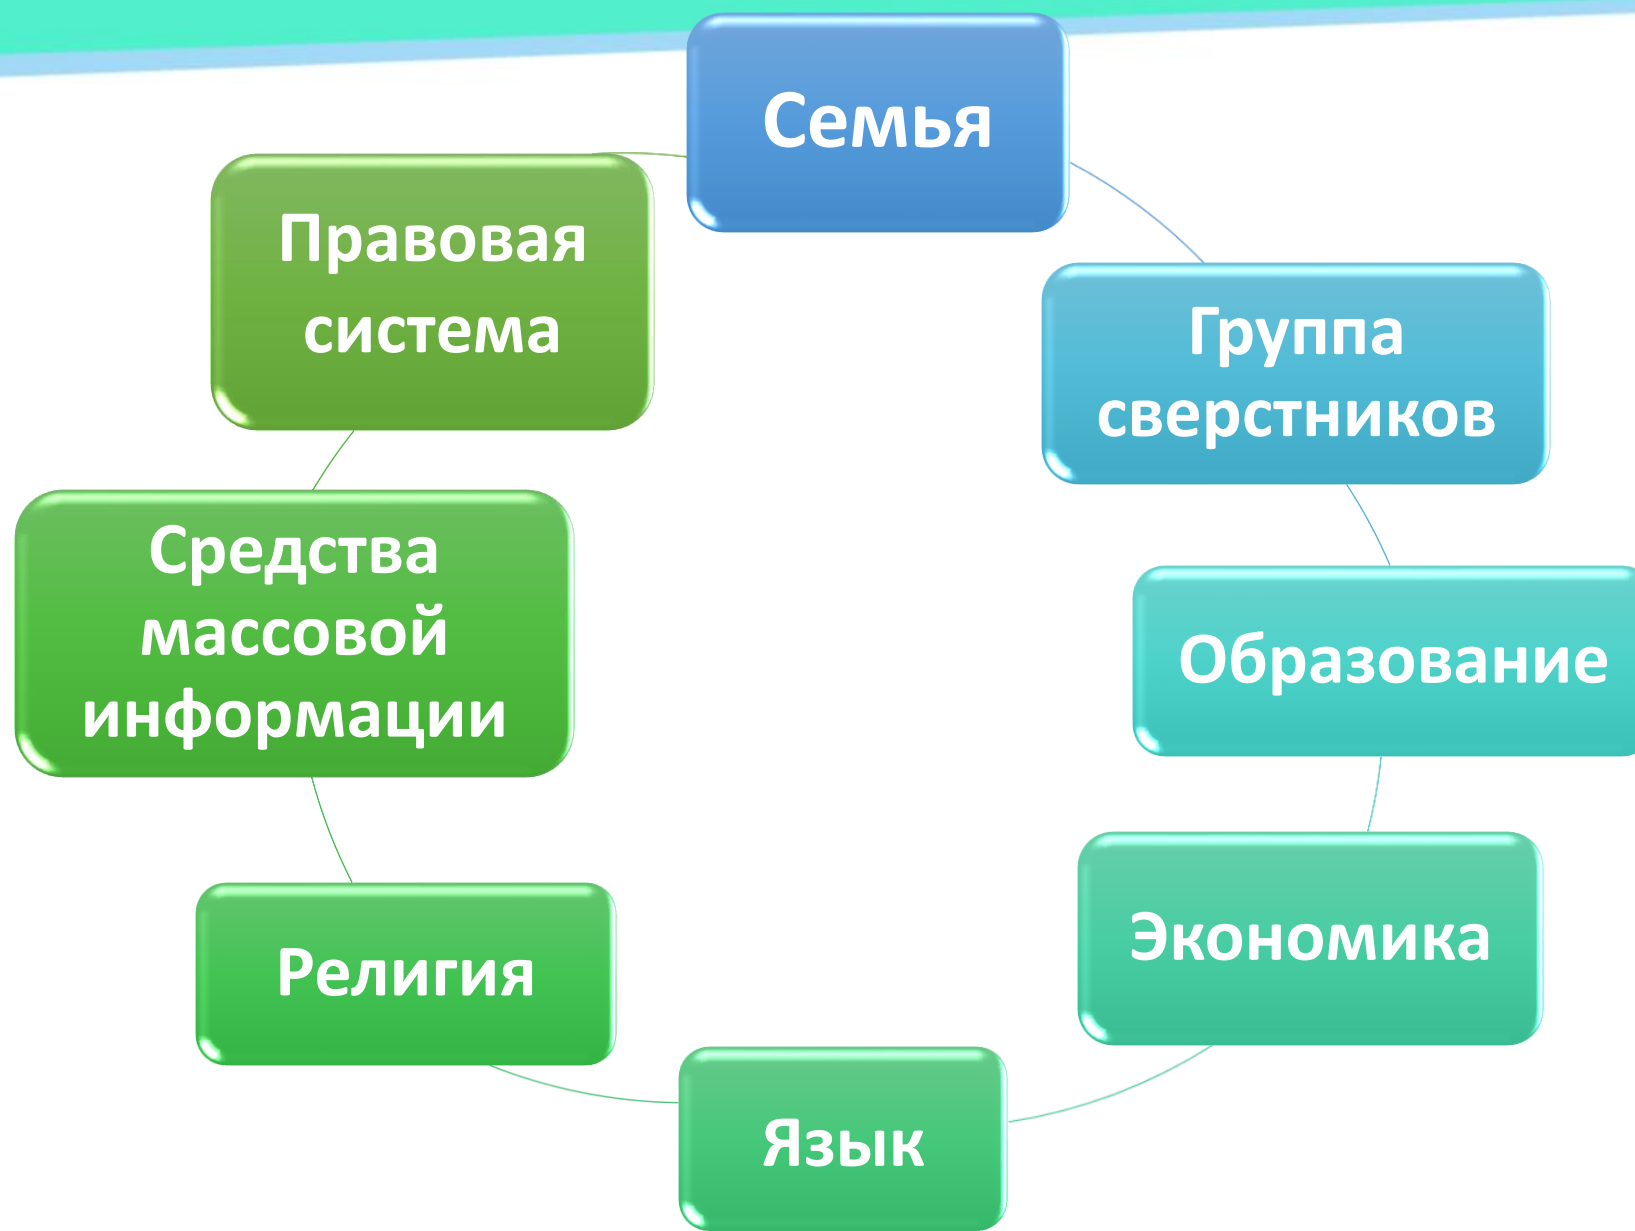 Семья
Группа
сверстников
Образование
Экономика
Язык
Религия
Средства
массовой
информации
Правовая
система